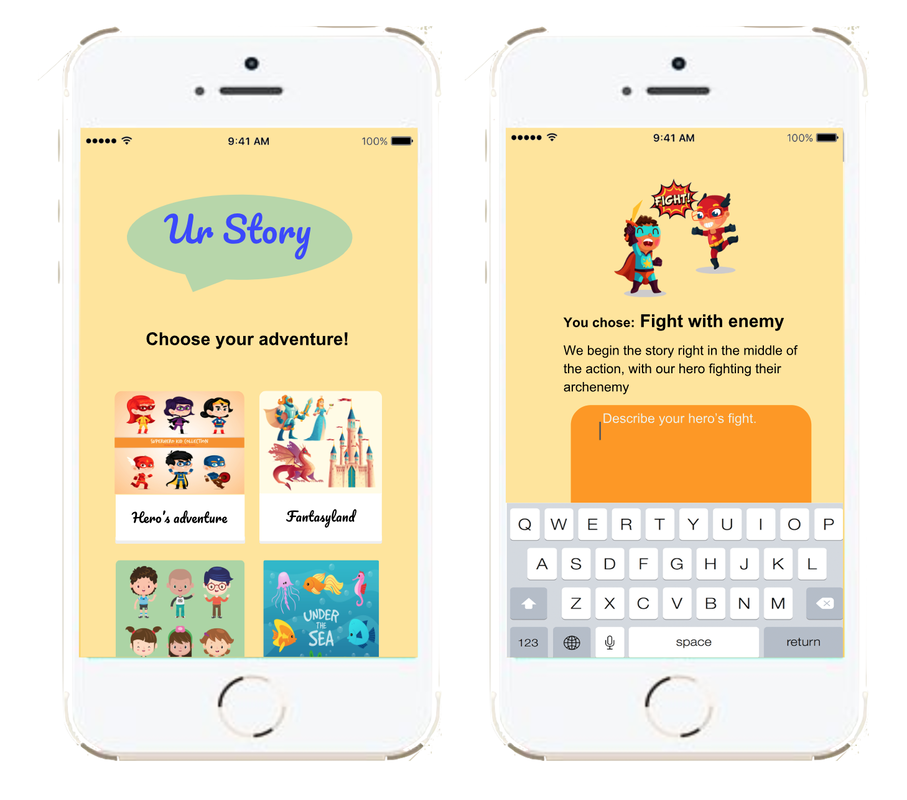 9:41 AM 100%
Ur Story
Choose your adventure!
SUPERHERO KID COLLECTION
Hero's adventure
Fantasyland
UNDER
THE
SEA
9:41 AM 100%
FIGHT!
You chose: Fight with enemy
We begin the story right in the middle of
the action, with our hero fighting their
archenemy
Describe your hero's fight.
Q W E R T Y U I O P
A S D F G H J K L
Z X C V B N M
123 space return